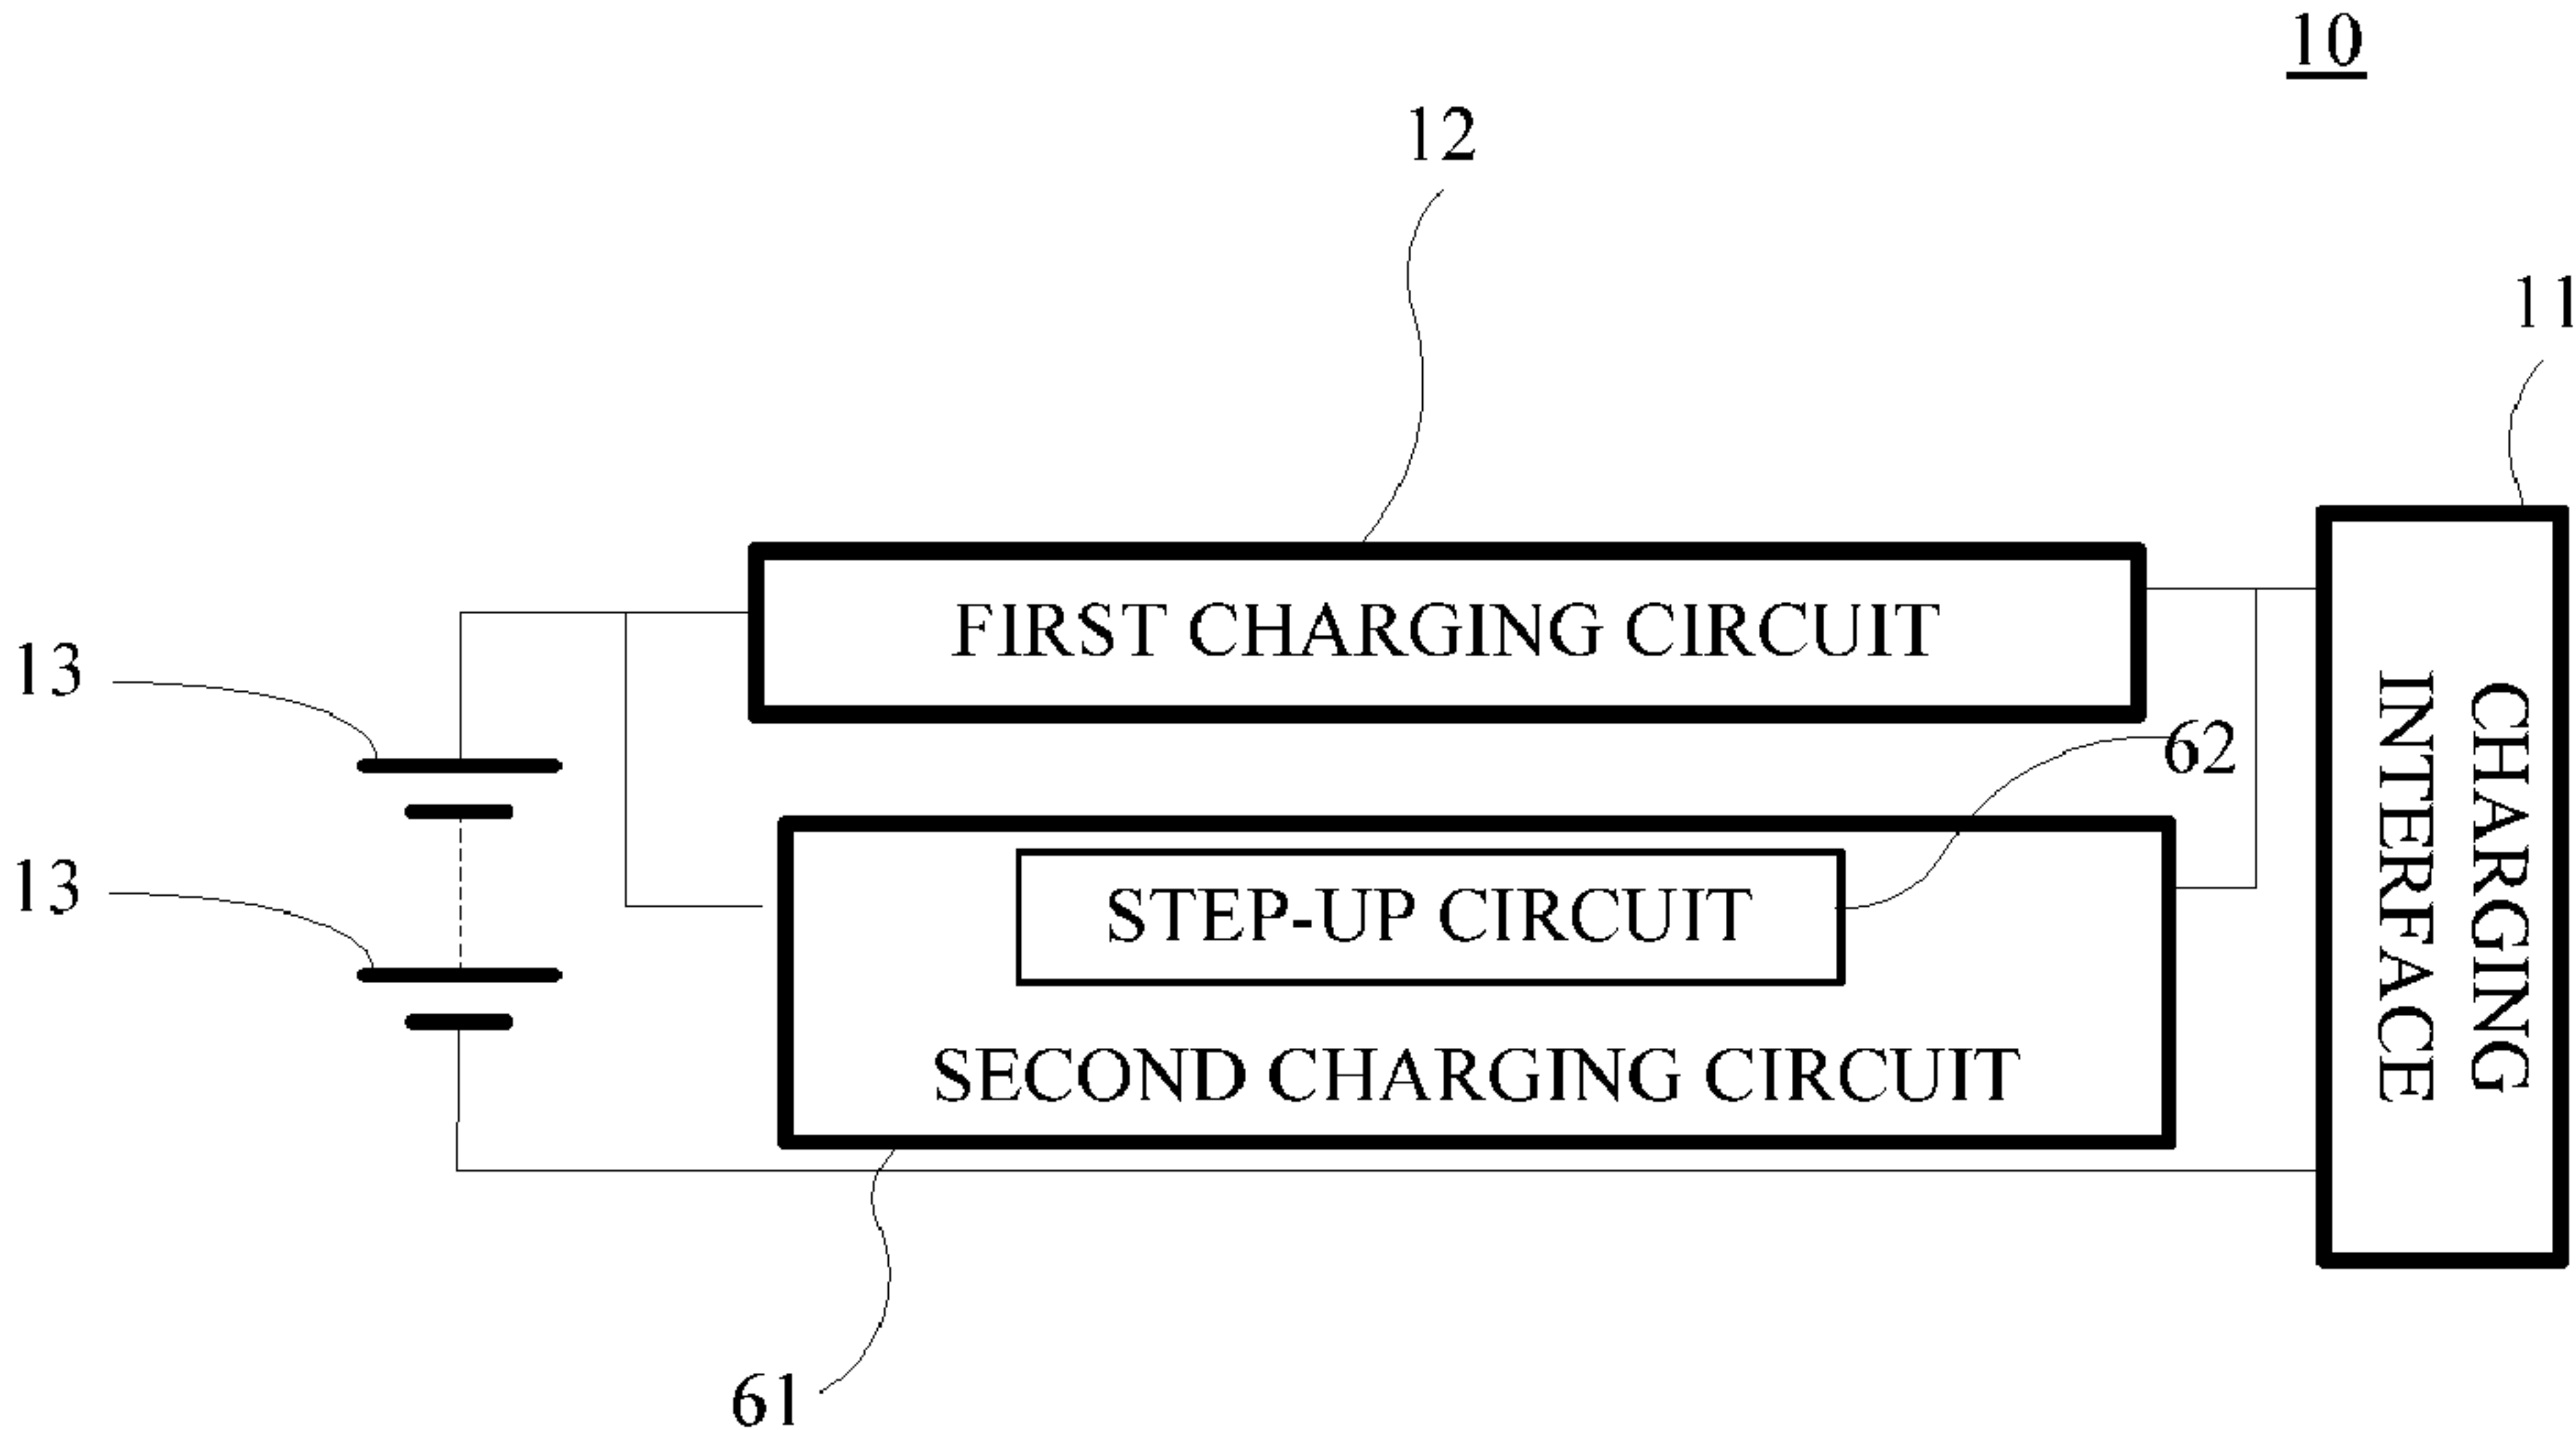 10
12
11
FIRST CHARGING CIRCUIT
13
62
13
STEP-UP CIRCUIT
SECOND CHARGING CIRCUIT
CHARGING
INTERFACE
61